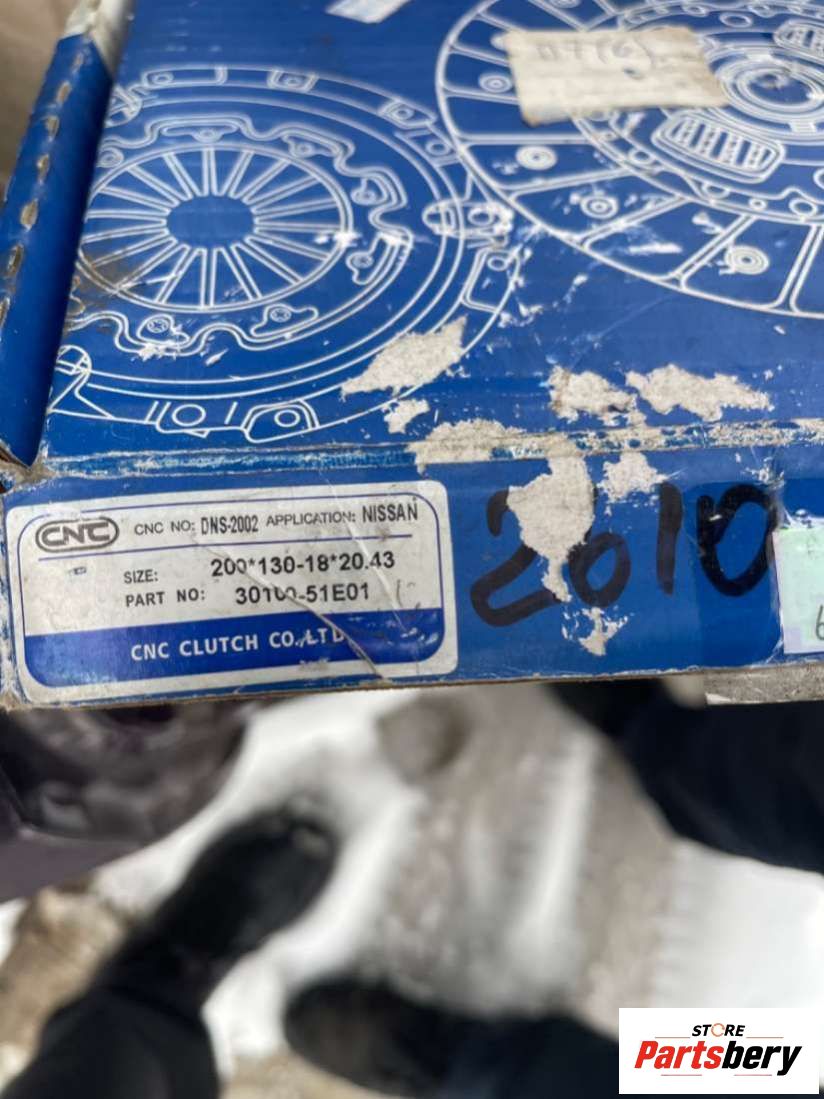 CNC CNC NO: DNS-2002 APPLICATION: NISSAN
SIZE: 200*130-18*20.43
PART NO: 30100-51E01
CNC CLUTCH CO.,LTD
2610
STORE
Partsbery